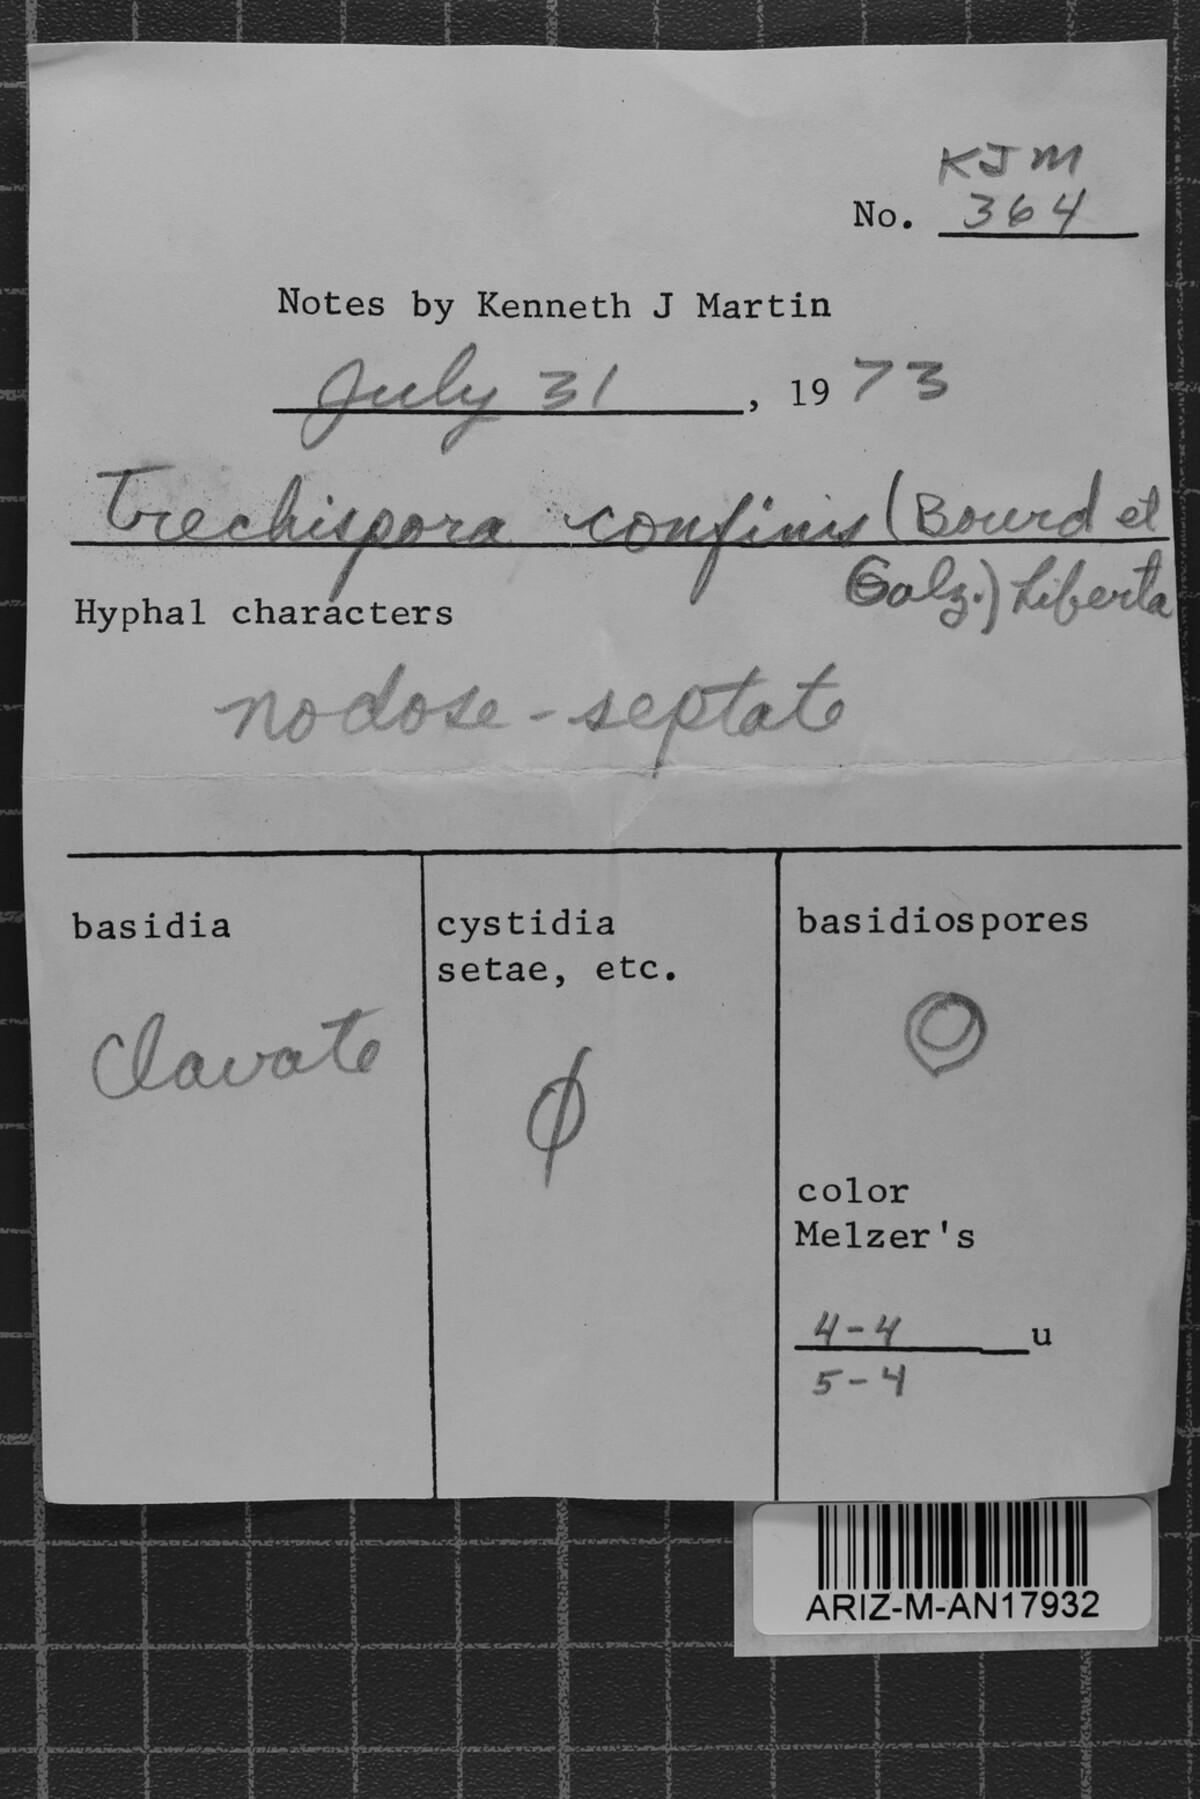 KJM
No. 364
Notes by Kenneth J Martin
July 31, 1973
Trechispora confinis (Bourd et
Galz.) Liberta
Hyphal characters
nodose-septate
basidia
clavate
cystidia
setae, etc.
ϕ
basidiospores
color
Melzer's
4-4 u
5-4
ARIZ-M-AN17932